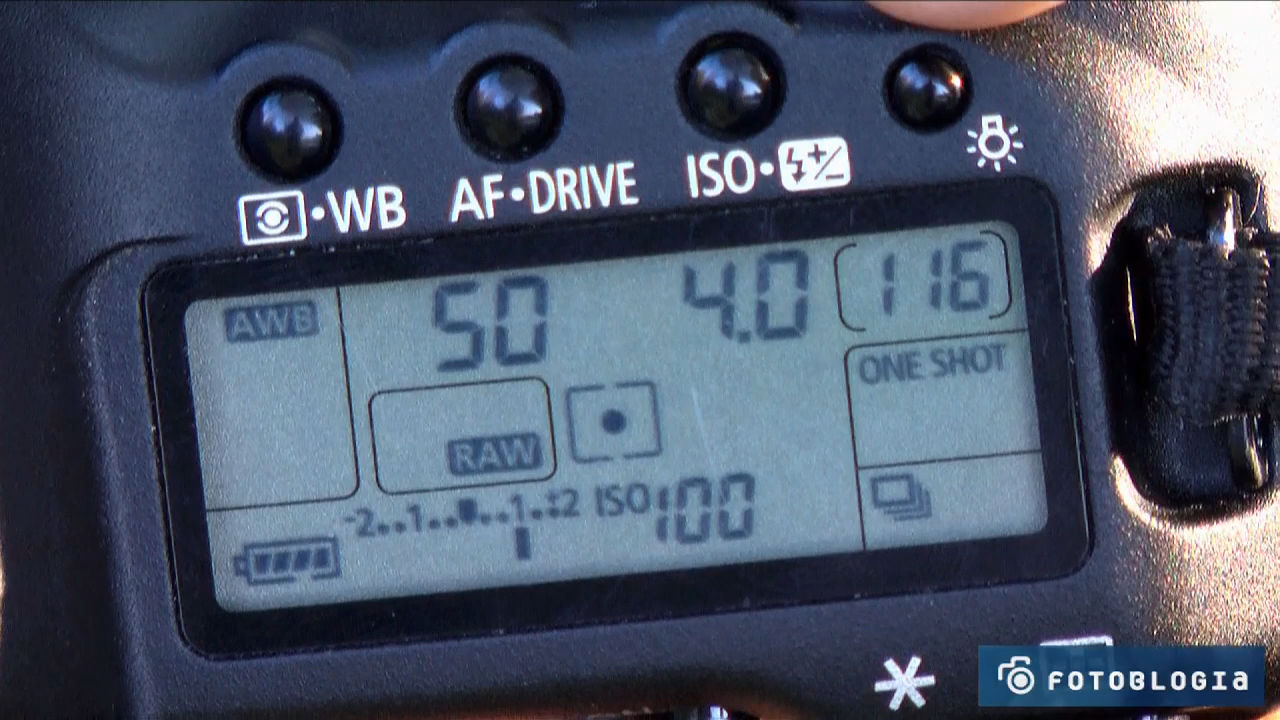 WB AF•DRIVE ISO•
AWB 50 4.0 [116]
ONE SHOT
RAW
-2..1..▮..1..+2 ISO 100
FOTOBLOGIA